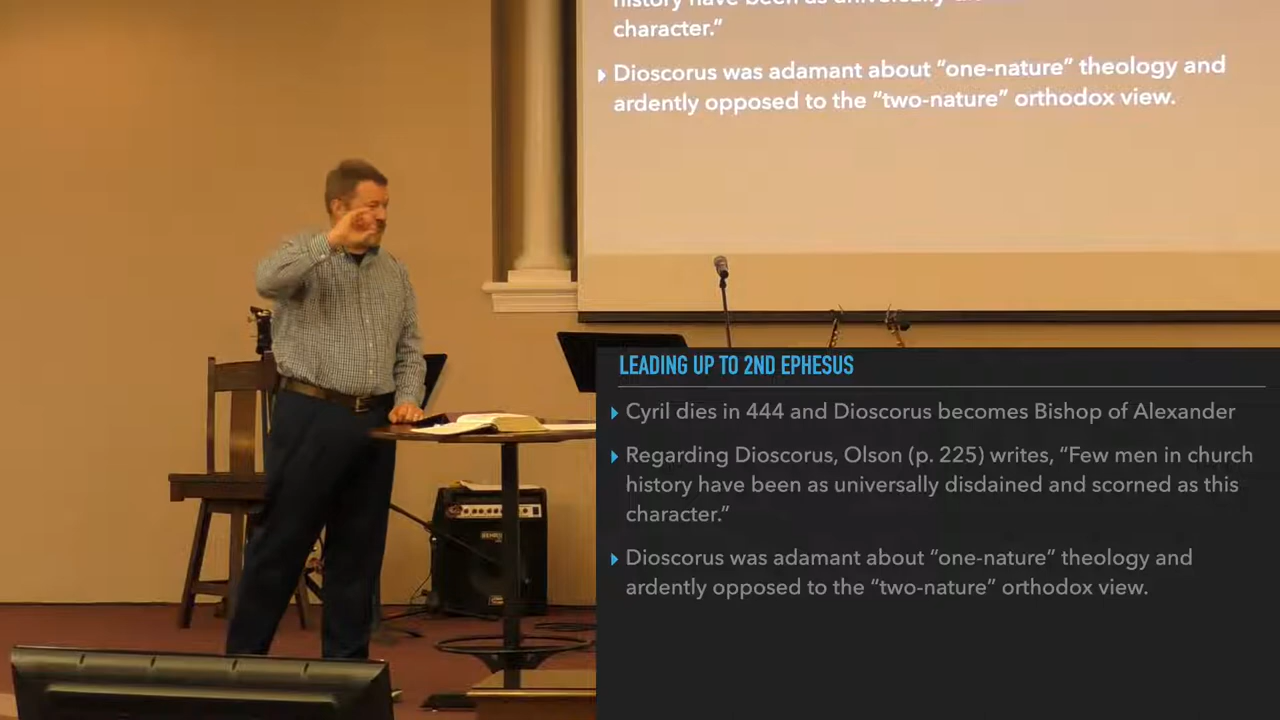 character.”
Dioscorus was adamant about “one-nature” theology and
ardently opposed to the “two-nature” orthodox view.
LEADING UP TO 2ND EPHESUS
Cyril dies in 444 and Dioscorus becomes Bishop of Alexander
Regarding Dioscorus, Olson (p. 225) writes, “Few men in church
history have been as universally disdained and scorned as this
character.”
Dioscorus was adamant about “one-nature” theology and
ardently opposed to the “two-nature” orthodox view.